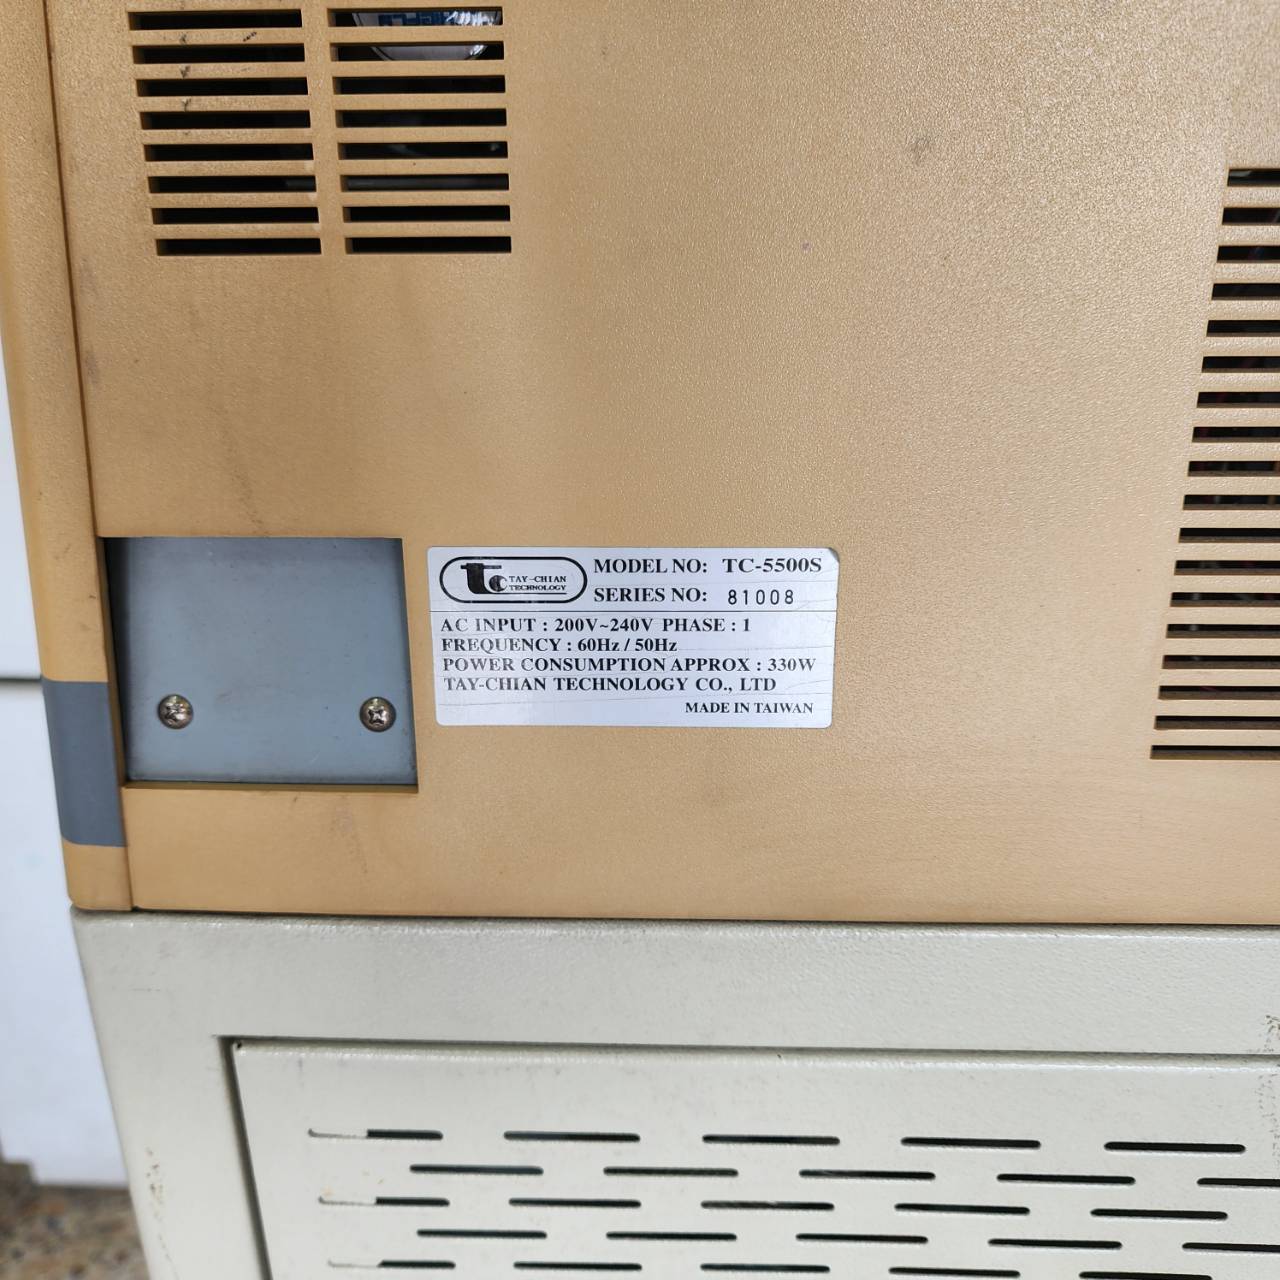 tc TAY-CHIAN
TECHNOLOGY
MODEL NO: TC-5500S
SERIES NO: 81008
AC INPUT : 200V~240V PHASE : 1
FREQUENCY : 60Hz / 50Hz
POWER CONSUMPTION APPROX : 330W
TAY-CHIAN TECHNOLOGY CO., LTD
MADE IN TAIWAN